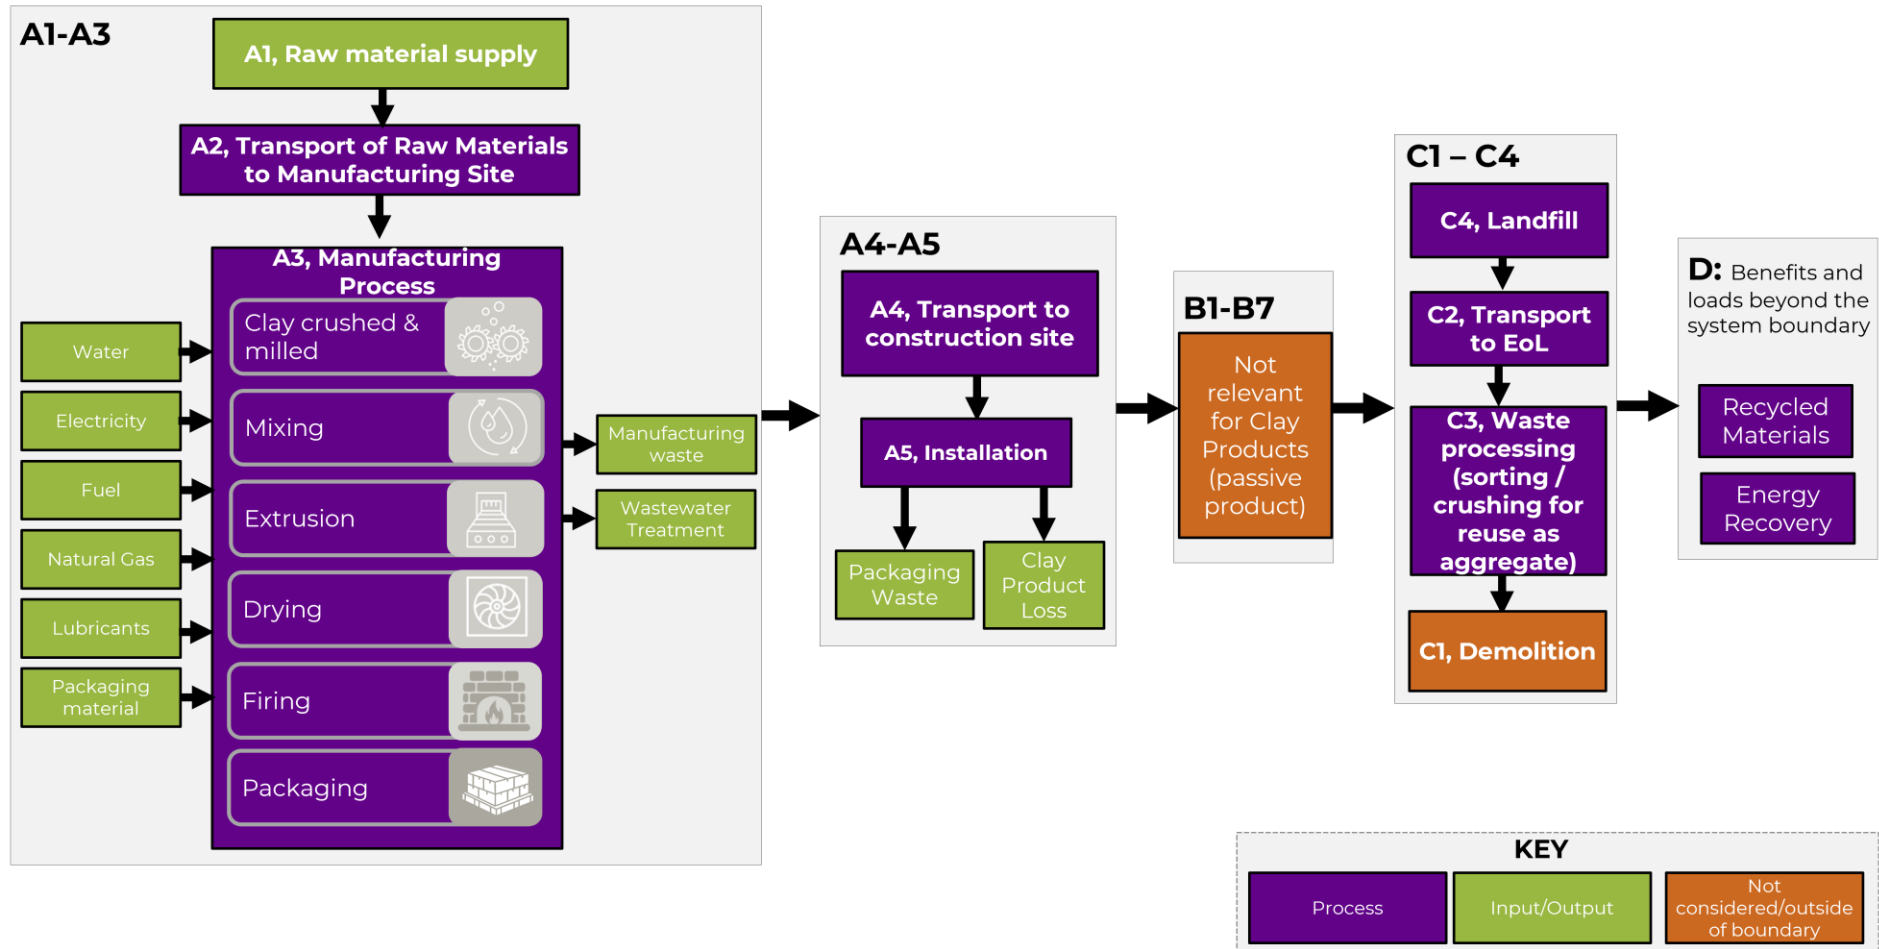 A1-A3
A1, Raw material supply
A2, Transport of Raw Materials
to Manufacturing Site
A3, Manufacturing
Process
Clay crushed &
milled
Mixing
Extrusion
Drying
Firing
Packaging
Water
Electricity
Fuel
Natural Gas
Lubricants
Packaging
material
Manufacturing
waste
Wastewater
Treatment
A4-A5
A4, Transport to
construction site
A5, Installation
Packaging
Waste
Clay
Product
Loss
B1-B7
Not
relevant
for Clay
Products
(passive
product)
C1 – C4
C4, Landfill
C2, Transport
to EoL
C3, Waste
processing
(sorting /
crushing for
reuse as
aggregate)
C1, Demolition
D: Benefits and
loads beyond the
system boundary
Recycled
Materials
Energy
Recovery
KEY
Process
Input/Output
Not
considered/outside
of boundary